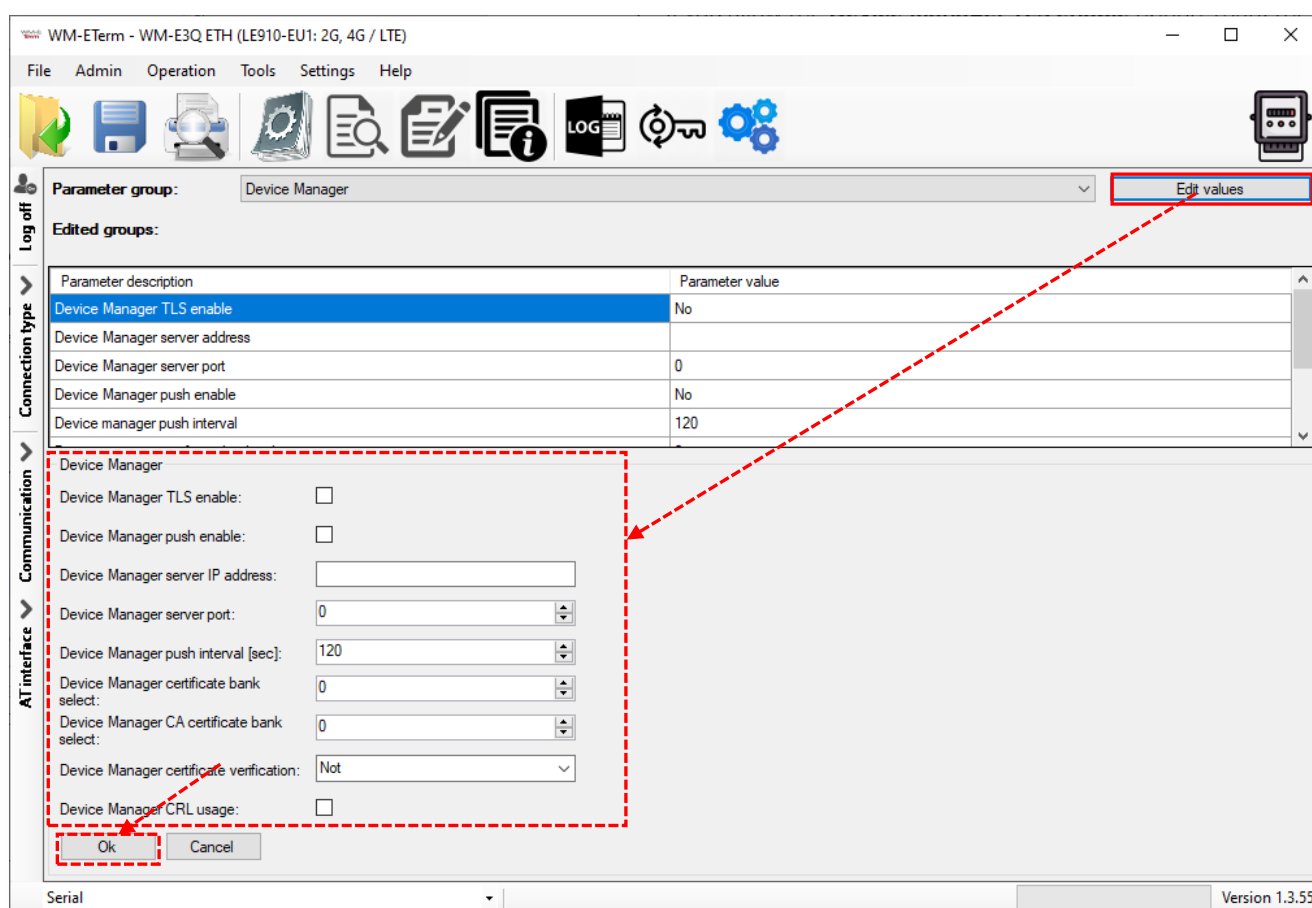 WM-ETerm - WM-E3Q ETH (LE910-EU1: 2G, 4G / LTE)
File Admin Operation Tools Settings Help
LOG
Log off
Connection type
Communication
AT interface
Parameter group: Device Manager Edit values
Edited groups:
Parameter description Parameter value
Device Manager TLS enable No
Device Manager server address
Device Manager server port 0
Device Manager push enable No
Device manager push interval 120
Device Manager
Device Manager TLS enable:
Device Manager push enable:
Device Manager server IP address:
Device Manager server port: 0
Device Manager push interval [sec]: 120
Device Manager certificate bank
select: 0
Device Manager CA certificate bank
select: 0
Device Manager certificate verification: Not
Device Manager CRL usage:
Ok Cancel
Serial Version 1.3.55